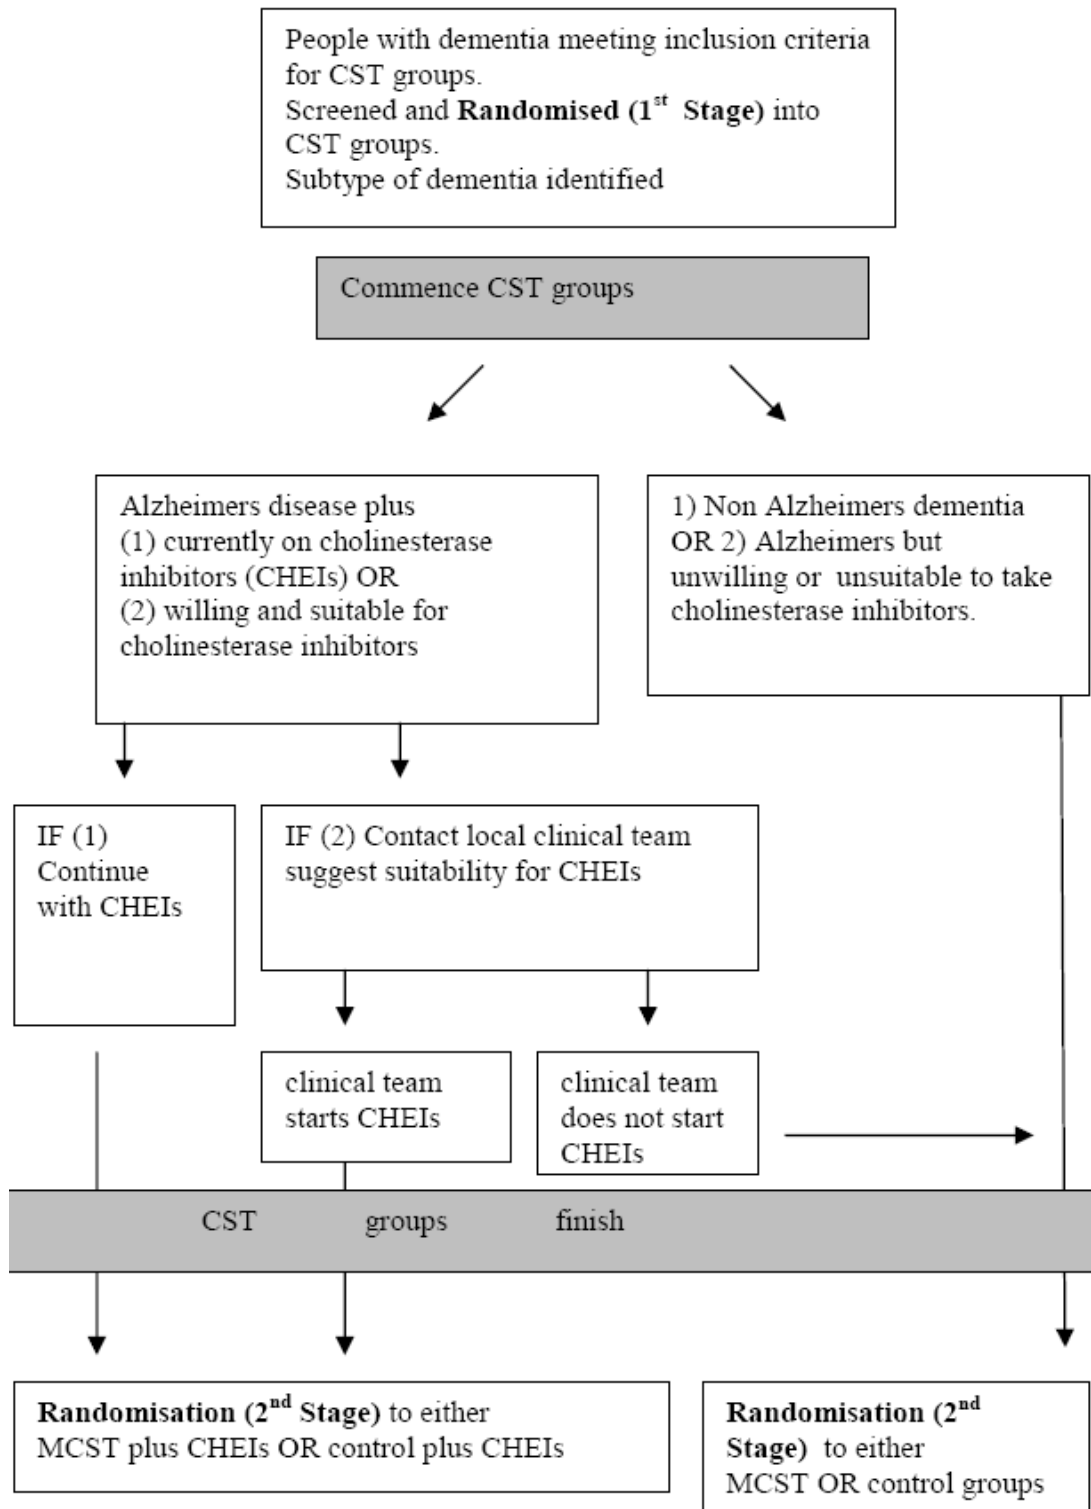 People with dementia meeting inclusion criteria
for CST groups.
Screened and Randomised (1st Stage) into
CST groups.
Subtype of dementia identified
Commence CST groups
Alzheimers disease plus
(1) currently on cholinesterase
inhibitors (CHEIs) OR
(2) willing and suitable for
cholinesterase inhibitors
1) Non Alzheimers dementia
OR 2) Alzheimers but
unwilling or unsuitable to take
cholinesterase inhibitors.
IF (1)
Continue
with CHEIs
IF (2) Contact local clinical team
suggest suitability for CHEIs
clinical team
starts CHEIs
clinical team
does not start
CHEIs
CST groups finish
Randomisation (2nd Stage) to either
MCST plus CHEIs OR control plus CHEIs
Randomisation (2nd
Stage) to either
MCST OR control groups